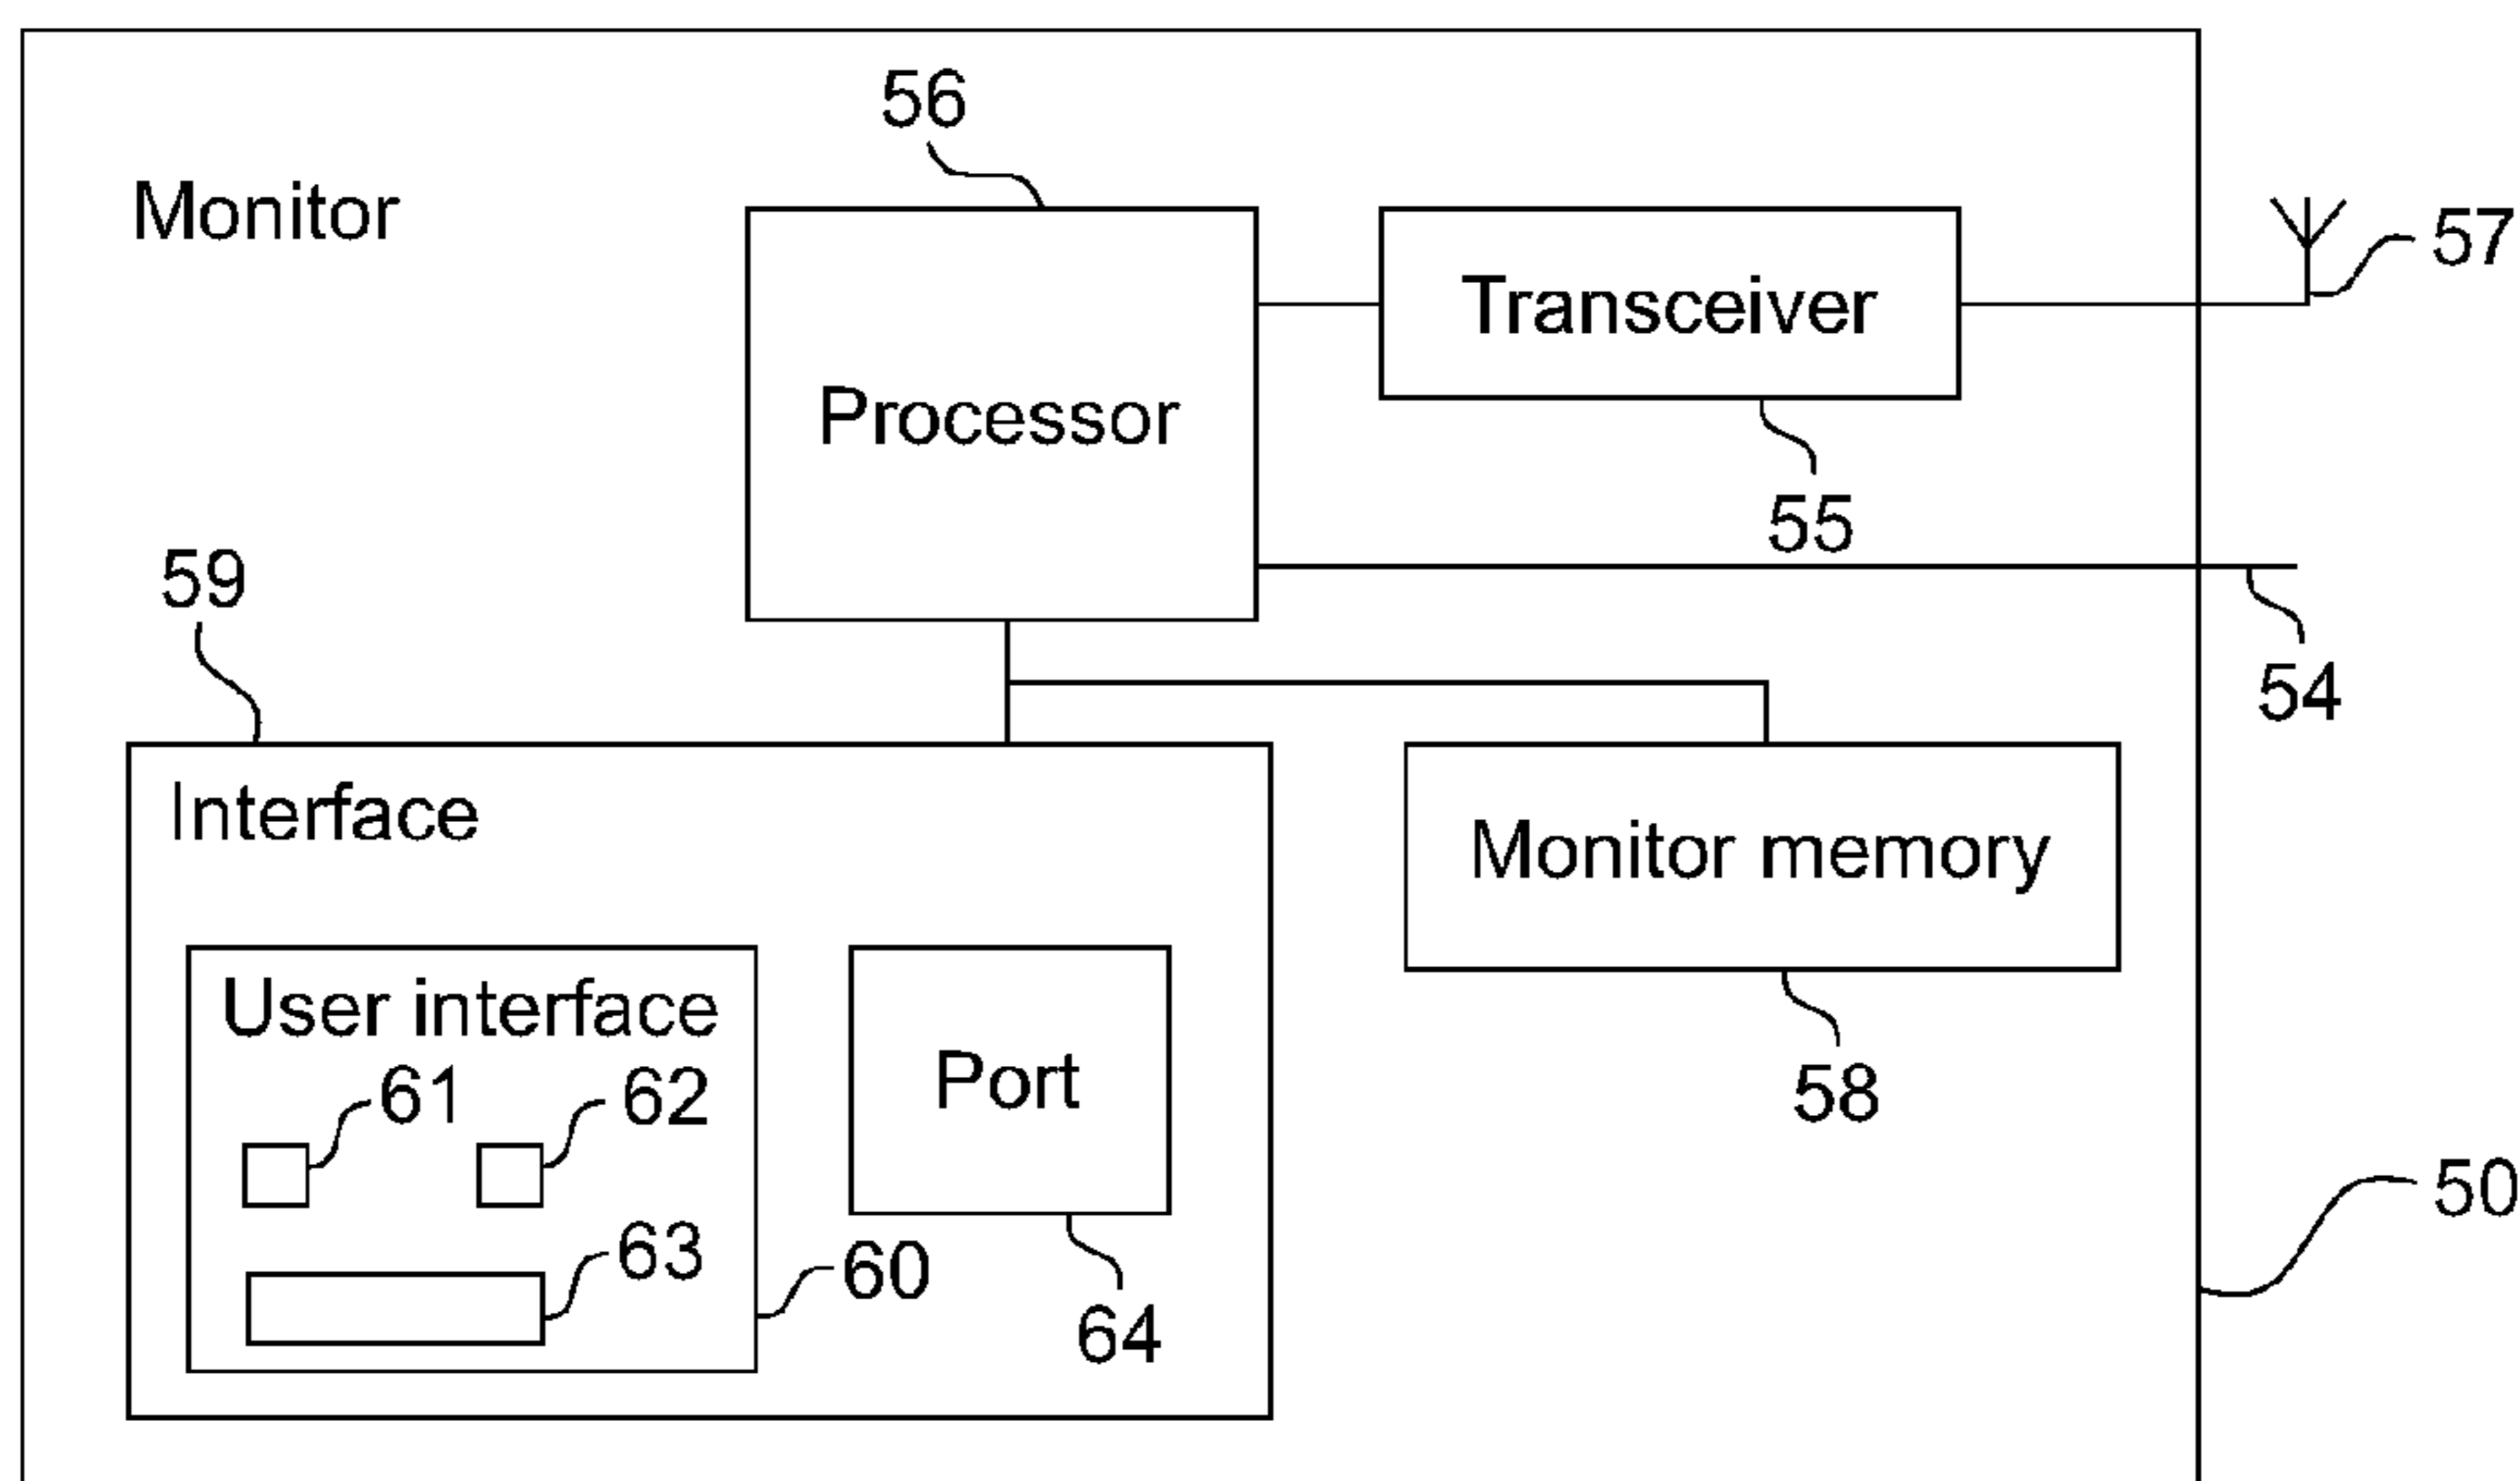 56
Monitor
57
Transceiver
Processor
55
59
54
Interface
Monitor memory
User interface
Port
61
62
58
63
60
50
64